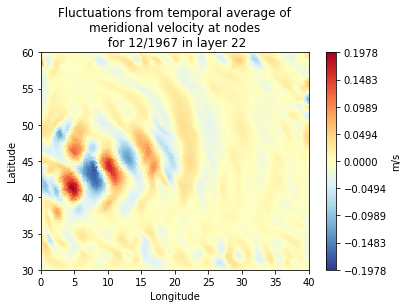 Fluctuations from temporal average of
meridional velocity at nodes
for 12/1967 in layer 22
60
55
50
45
40
35
30
Latitude
0 5 10 15 20 25 30 35 40
Longitude
0.1978
0.1483
0.0989
0.0494
0.0000
−0.0494
−0.0989
−0.1483
−0.1978
m/s